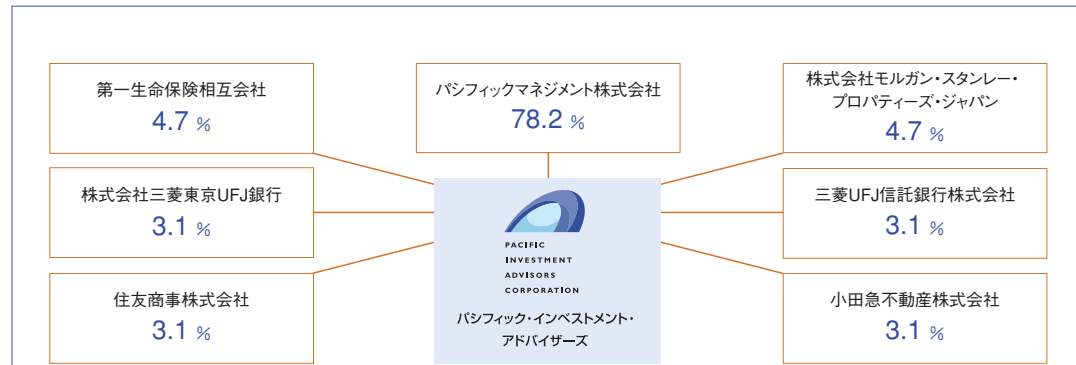 第一生命保険相互会社
4.7 %
パシフィックマネジメント株式会社
78.2 %
株式会社モルガン・スタンレー・
プロパティーズ・ジャパン
4.7 %
株式会社三菱東京UFJ銀行
3.1 %
三菱UFJ信託銀行株式会社
3.1 %
住友商事株式会社
3.1 %
PACIFIC
INVESTMENT
ADVISORS
CORPORATION
パシフィック・インベストメント・
アドバイザーズ
小田急不動産株式会社
3.1 %